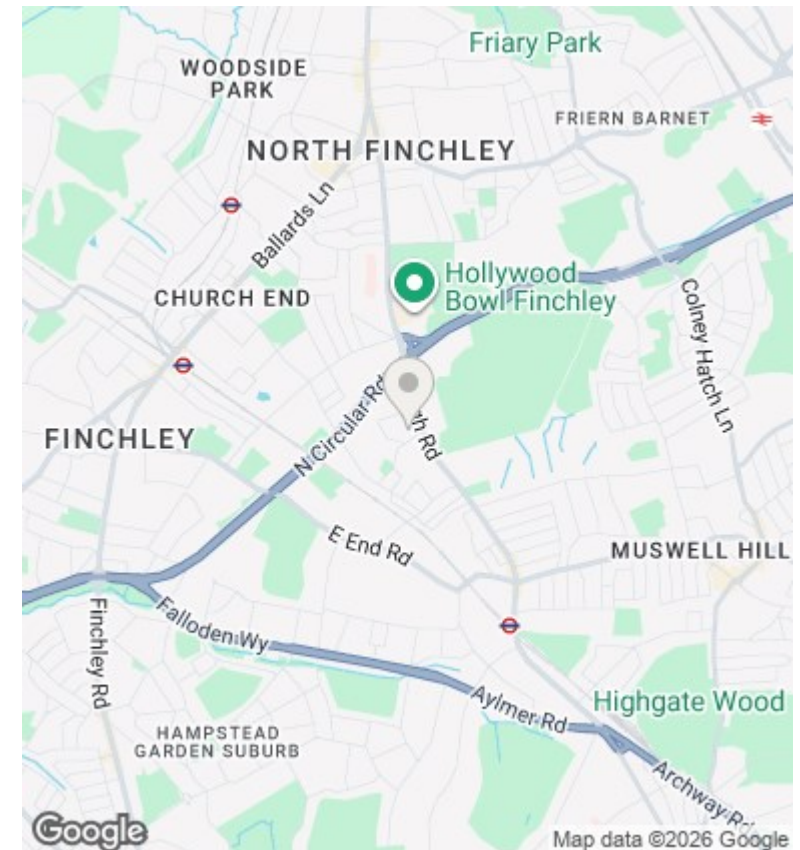 Friary Park
WOODSIDE
PARK
FRIERN BARNET
NORTH FINCHLEY
Ballards Ln
Hollywood
Bowl Finchley
CHURCH END
Colney Hatch Ln
N Circular Rd
FINCHLEY
E End Rd
MUSWELL HILL
Finchley Rd
Falloden Wy
Aylmer Rd
Highgate Wood
HAMPSTEAD
GARDEN SUBURB
Archway Rd
Google
Map data ©2026 Google